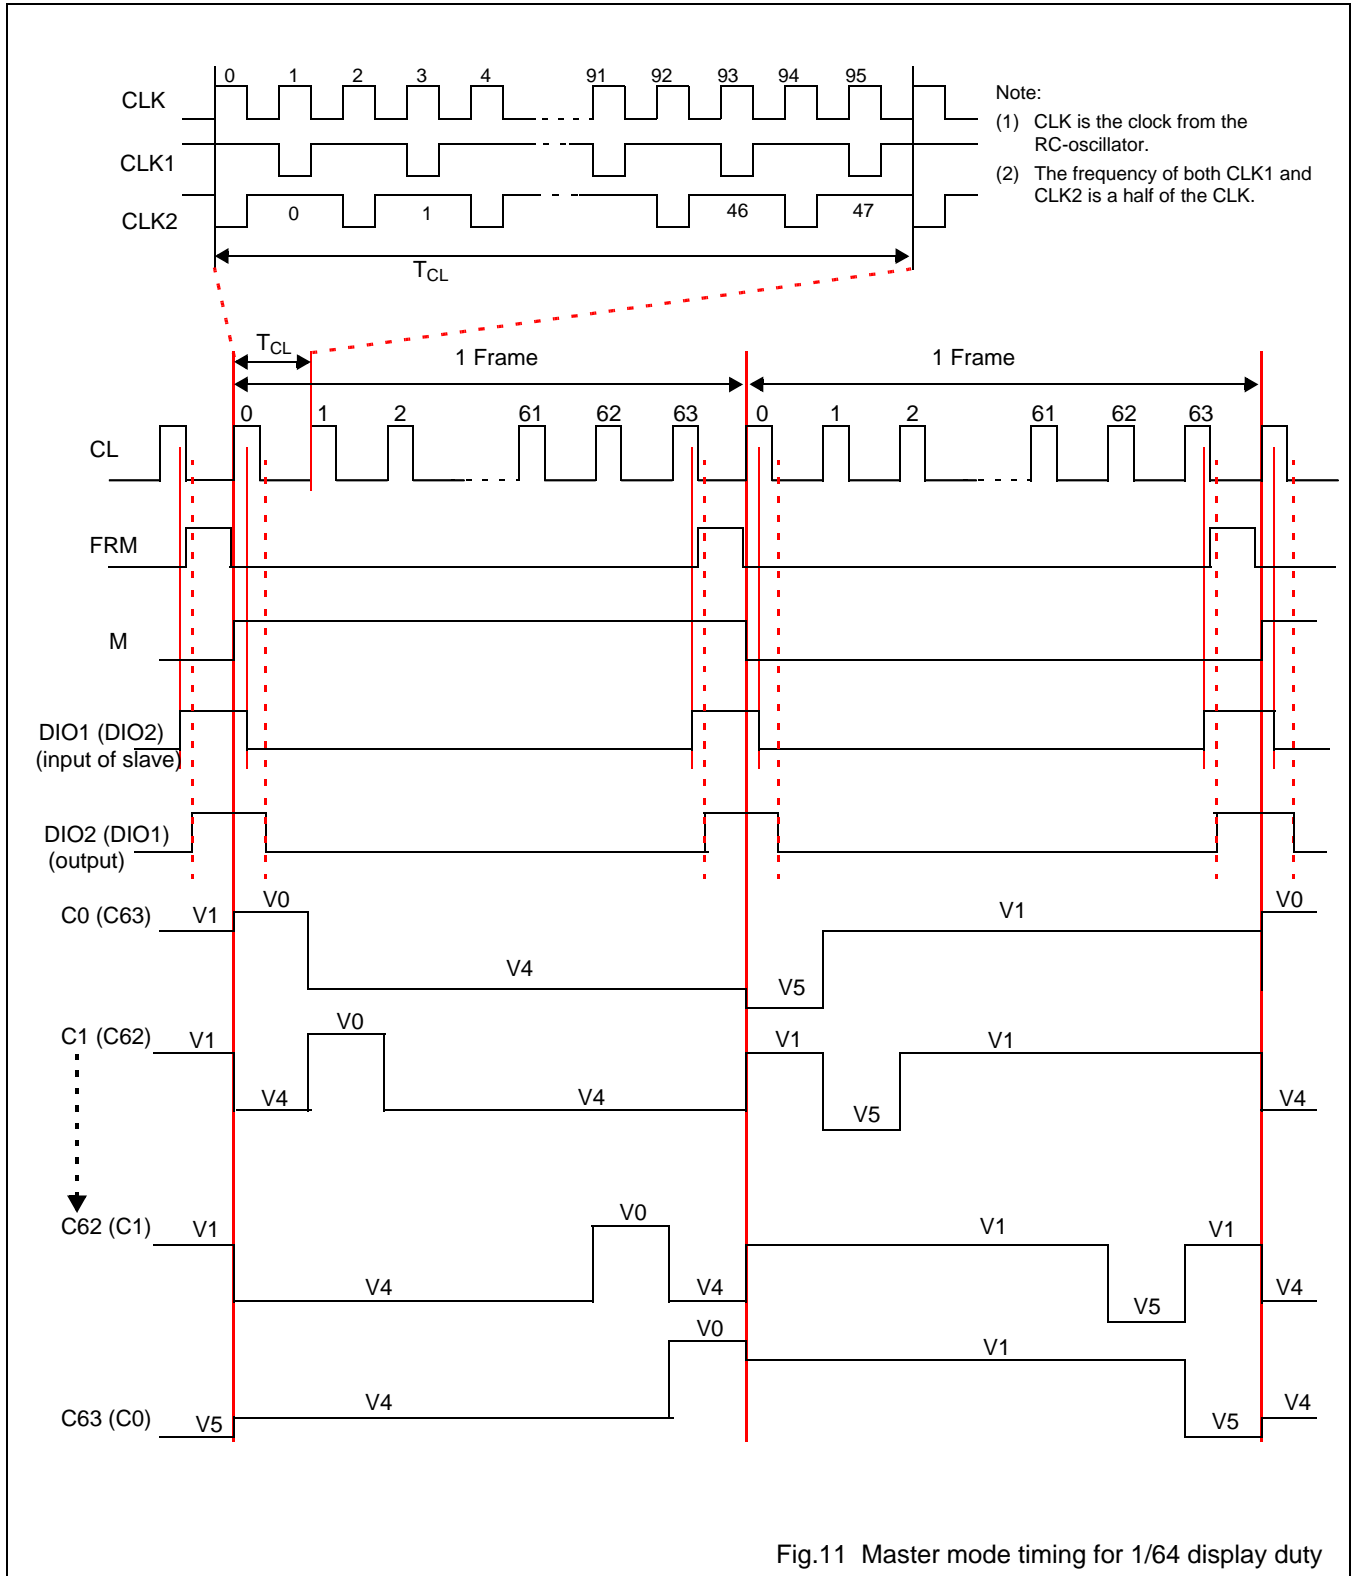 0 1 2 3 4 91 92 93 94 95
CLK
CLK1
CLK2
0 1 46 47
TCL
Note:
(1) CLK is the clock from the
RC-oscillator.
(2) The frequency of both CLK1 and
CLK2 is a half of the CLK.
TCL
1 Frame 1 Frame
0 1 2 61 62 63 0 1 2 61 62 63
CL
FRM
M
DIO1 (DIO2)
(input of slave)
DIO2 (DIO1)
(output)
C0 (C63) V1 V0 V4 V5 V1 V0
C1 (C62) V1 V4 V0 V4 V1 V5 V1 V4
C62 (C1) V1 V4 V0 V4 V1 V5 V1 V4
C63 (C0) V5 V4 V0 V1 V5 V4
Fig.11 Master mode timing for 1/64 display duty